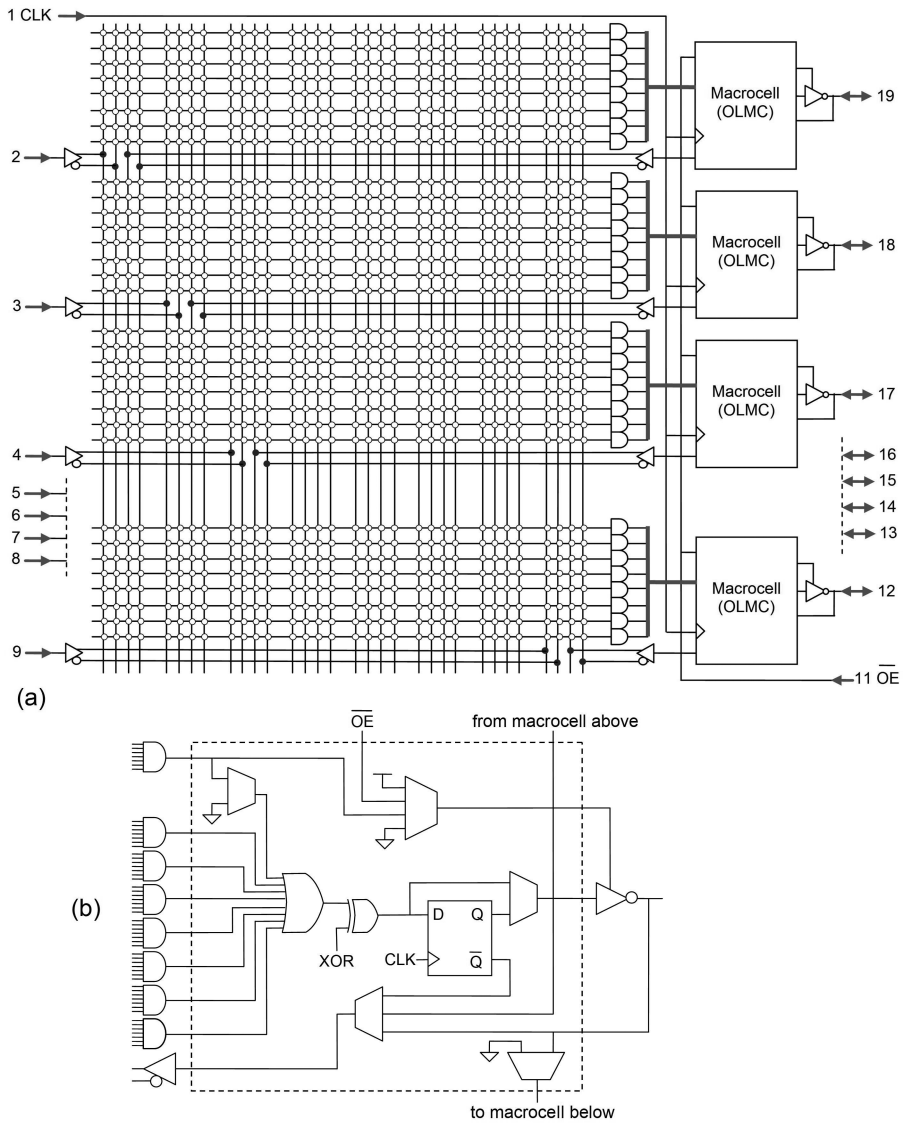 1 CLK
Macrocell
(OLMC)
19
2
Macrocell
(OLMC)
18
3
Macrocell
(OLMC)
17
4
16
5
15
6
14
7
13
8
Macrocell
(OLMC)
12
9
11 OE
(a)
OE
from macrocell above
(b)
D Q
XOR
CLK
Q
to macrocell below